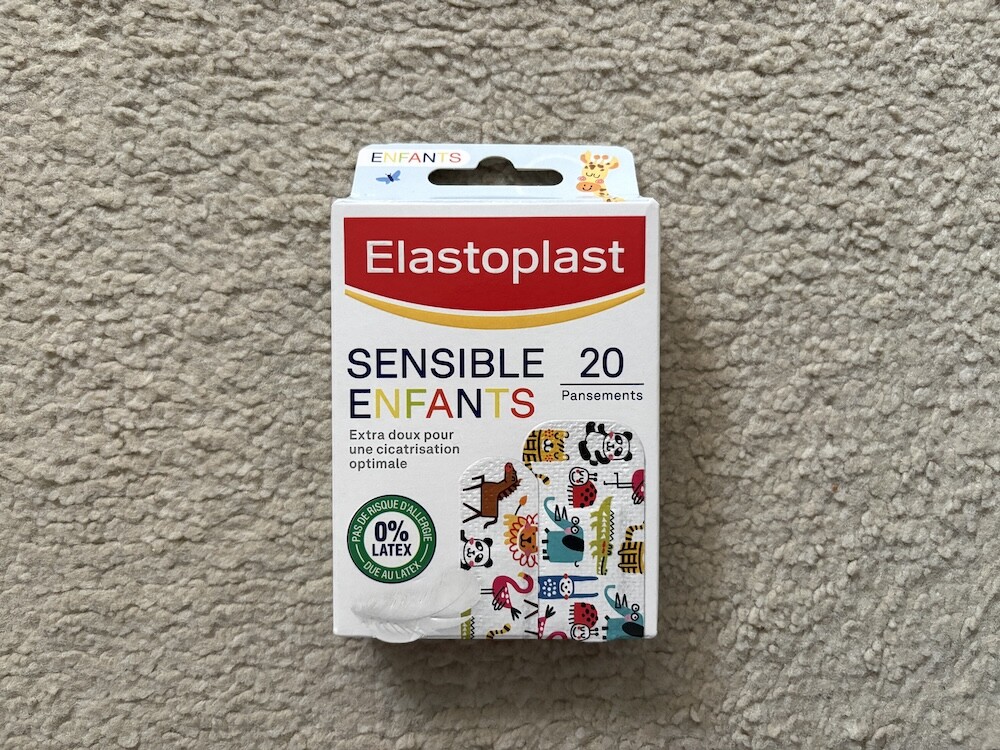 ENFANTS
Elastoplast
SENSIBLE
ENFANTS
20
Pansements
Extra doux pour
une cicatrisation
optimale
PAS DE RISQUE D'ALLERGIE
0%
LATEX
DUE AU LATEX